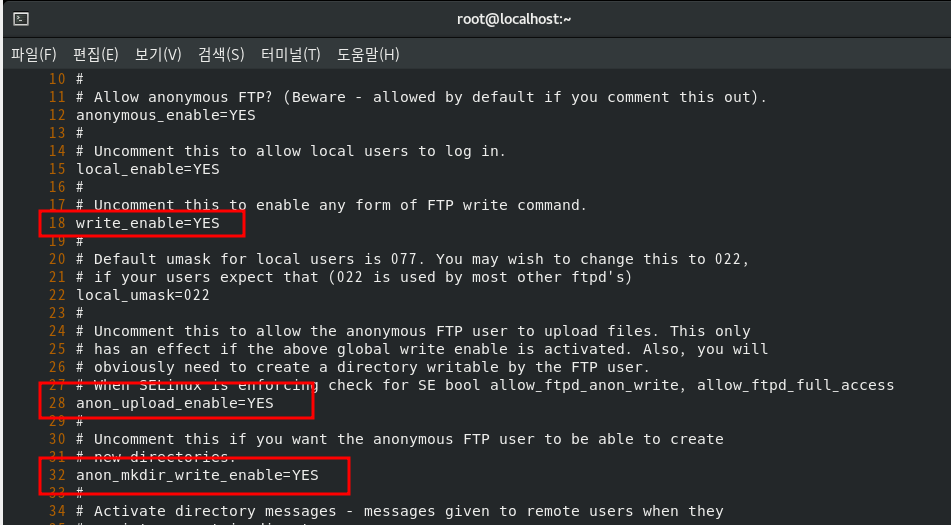 root@localhost:~
파일(F) 편집(E) 보기(V) 검색(S) 터미널(T) 도움말(H)
10 #
11 # Allow anonymous FTP? (Beware - allowed by default if you comment this out).
12 anonymous_enable=YES
13 #
14 # Uncomment this to allow local users to log in.
15 local_enable=YES
16 #
17 # Uncomment this to enable any form of FTP write command.
18 write_enable=YES
19 #
20 # Default umask for local users is 077. You may wish to change this to 022,
21 # if your users expect that (022 is used by most other ftpd's)
22 local_umask=022
23 #
24 # Uncomment this to allow the anonymous FTP user to upload files. This only
25 # has an effect if the above global write enable is activated. Also, you will
26 # obviously need to create a directory writable by the FTP user.
27 # When SELinux is enforcing check for SE bool allow_ftpd_anon_write, allow_ftpd_full_access
28 anon_upload_enable=YES
29 #
30 # Uncomment this if you want the anonymous FTP user to be able to create
31 # new directories.
32 anon_mkdir_write_enable=YES
33 #
34 # Activate directory messages - messages given to remote users when they